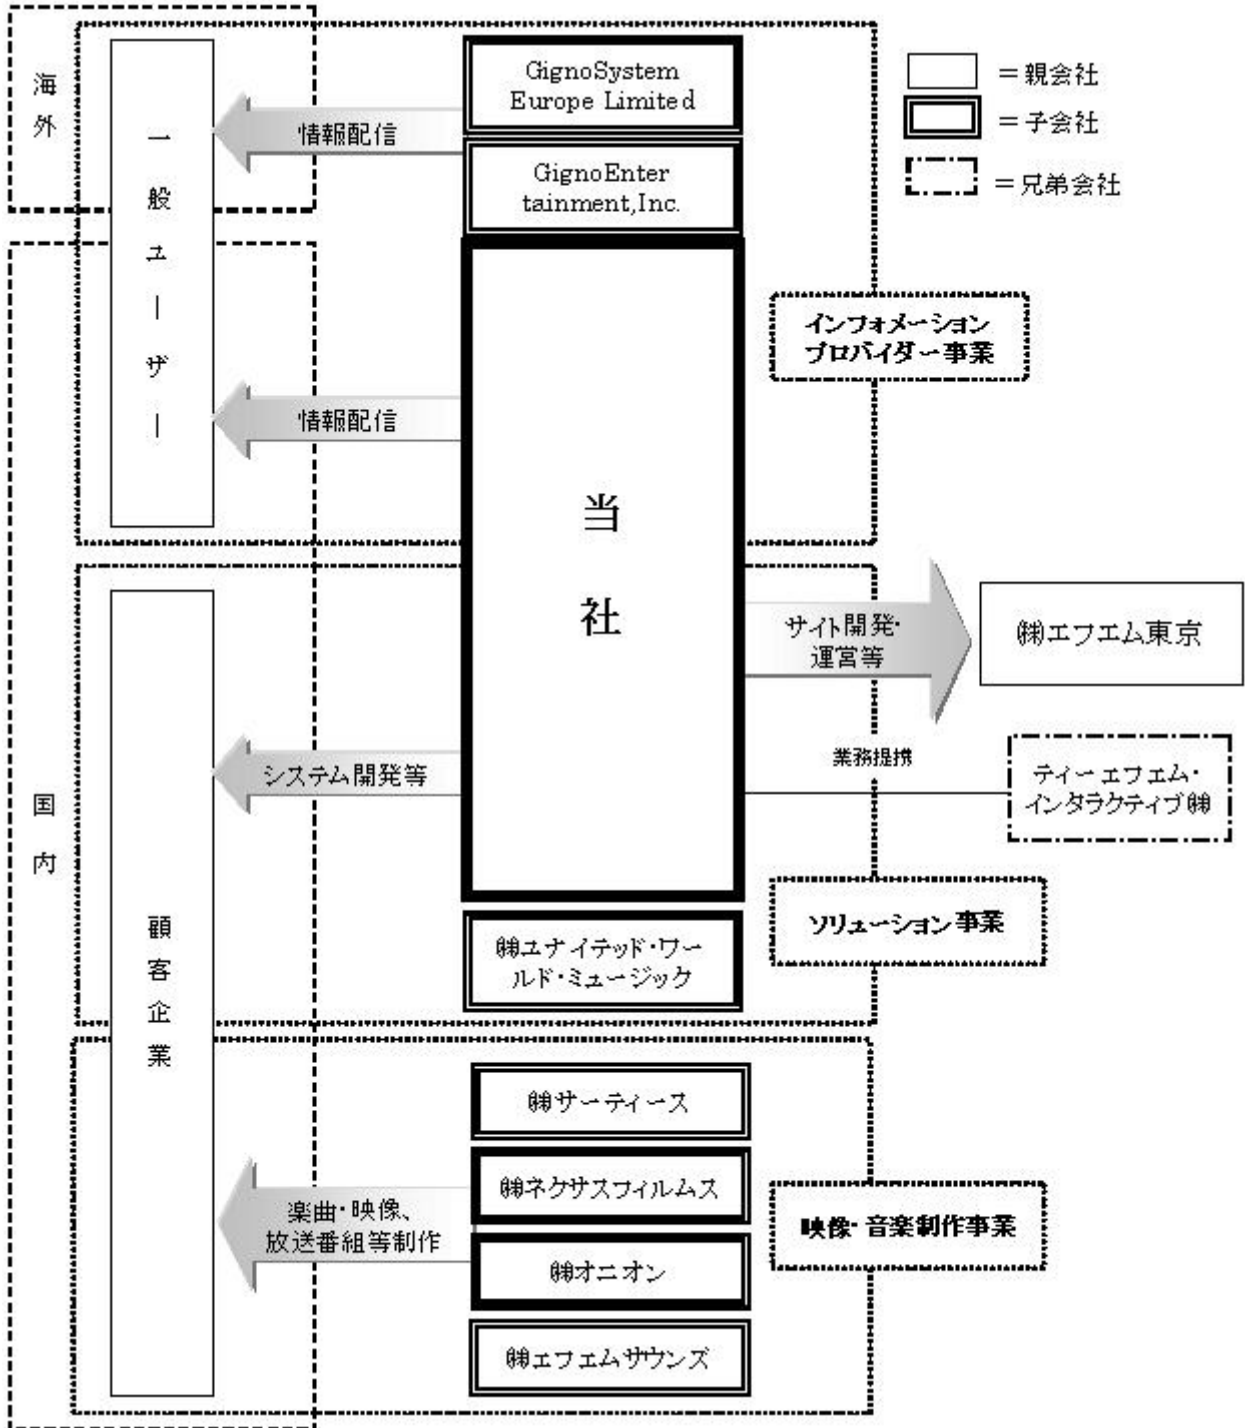 海外
一般ユーザー
情報配信
GignoSystem
Europe Limited
GignoEnter
tainment,Inc.
＝親会社
＝子会社
＝兄弟会社
インフォメーション
プロバイダー事業
情報配信
当社
サイト開発・
運営等
㈱エフエム東京
業務提携
ティーエフエム・
インタラクティブ㈱
国内
システム開発等
顧客企業
ソリューション事業
㈱ユナイテッド・ワー
ルド・ミュージック
㈱サーティース
㈱ネクサスフィルムス
楽曲・映像、
放送番組等制作
映像・音楽制作事業
㈱オニオン
㈱エフエムサウンズ